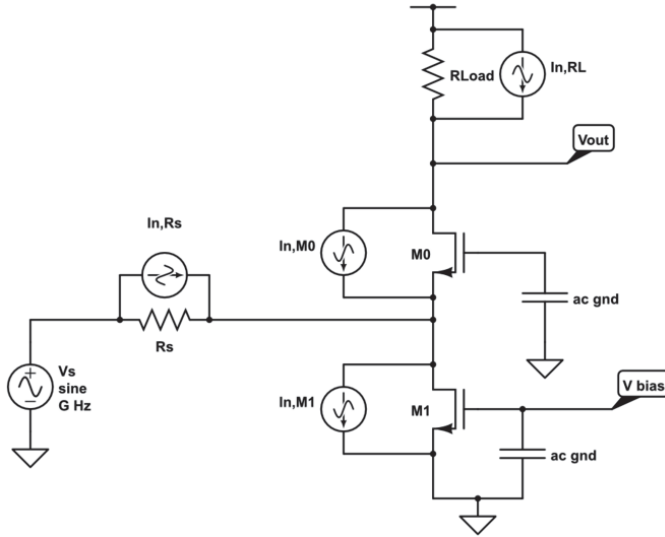 RLoad
In,RL
Vout
In,Rs
In,M0
M0
ac gnd
Rs
Vs
sine
G Hz
In,M1
M1
V bias
ac gnd